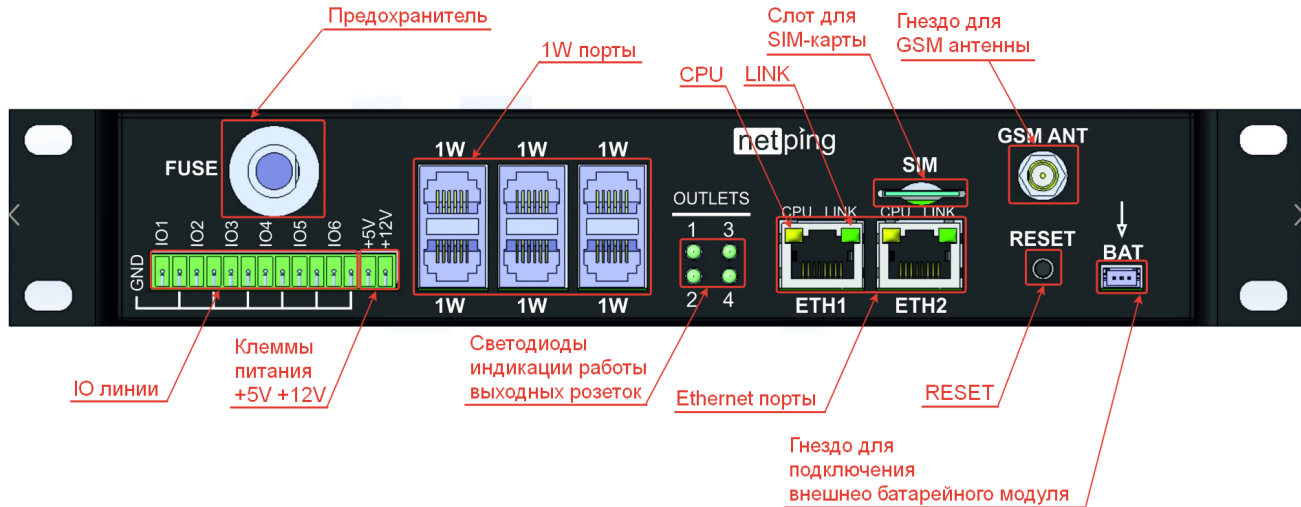 Предохранитель
1W порты
Слот для
SIM-карты
Гнездо для
GSM антенны
CPU
LINK
FUSE
1W
1W
1W
netping
GSM ANT
SIM
OUTLETS
CPU LINK
CPU LINK
1
3
IO1
IO2
IO3
IO4
IO5
IO6
+5V
+12V
GND
RESET
BAT
2
4
1W
1W
1W
ETH1
ETH2
IO линии
Клеммы
питания
+5V +12V
Светодиоды
индикации работы
выходных розеток
Ethernet порты
RESET
Гнездо для
подключения
внешнео батарейного модуля